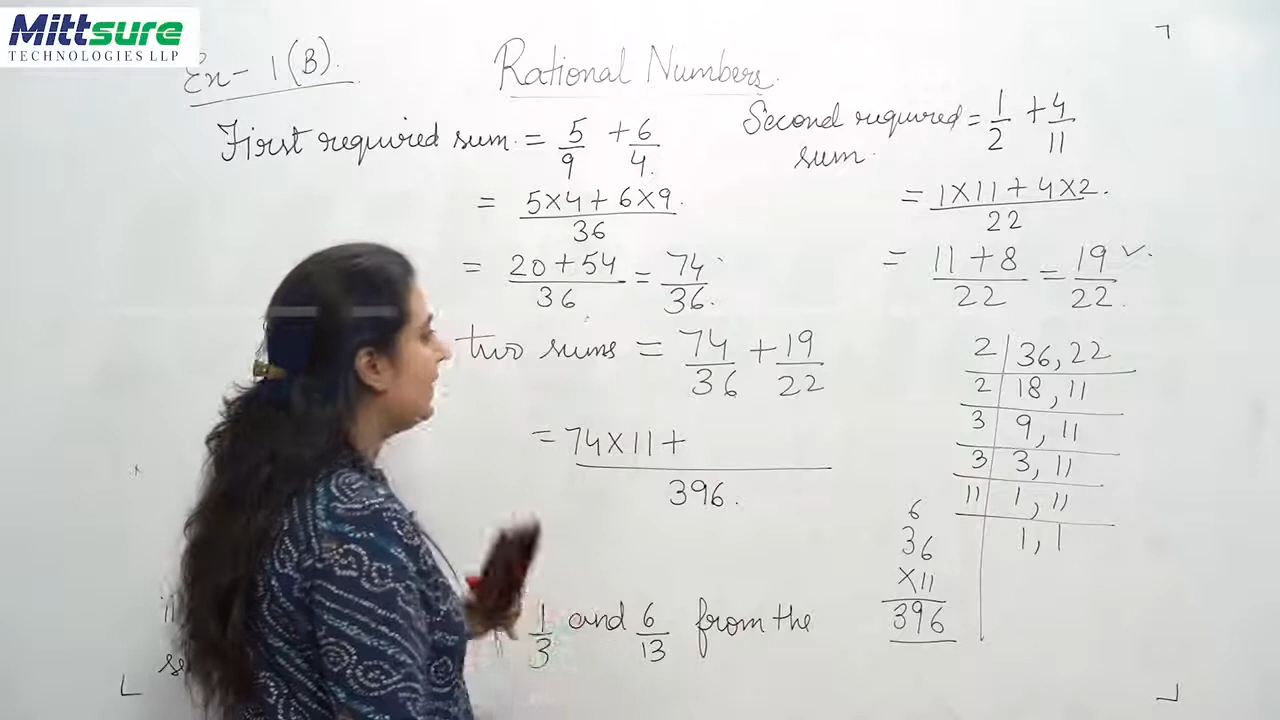 Mittsure
TECHNOLOGIES LLP
Ex- 1(B).
Rational Numbers.
First required sum. = 5/9 + 6/4.
= 5×4+6×9./36
= 20+54/36 = 74/36.
Second required = 1/2 + 4/11
sum.
= 1×11+4×2./22
= 11+8/22 = 19/22. ✓
two sums = 74/36 + 19/22
= 74×11+/396.
2 | 36, 22
2 | 18, 11
3 | 9, 11
3 | 3, 11
11 | 1, 11
1, 1
6
36
×11
396
1/3 and 6/13 from the